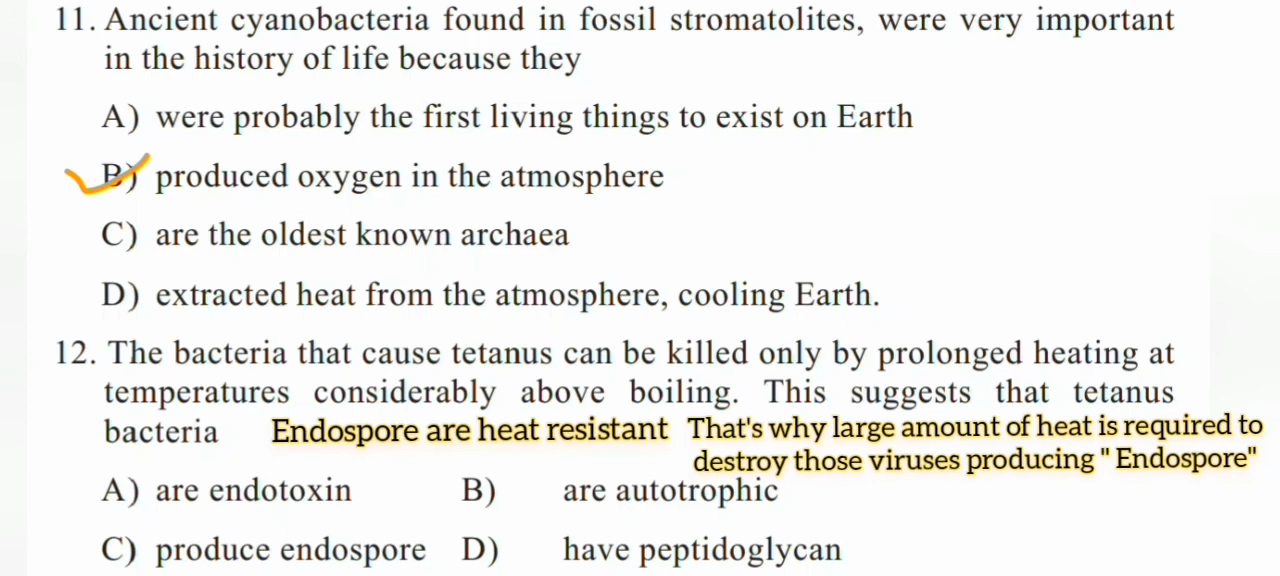 11. Ancient cyanobacteria found in fossil stromatolites, were very important
in the history of life because they
A) were probably the first living things to exist on Earth
B) produced oxygen in the atmosphere
C) are the oldest known archaea
D) extracted heat from the atmosphere, cooling Earth.
12. The bacteria that cause tetanus can be killed only by prolonged heating at
temperatures considerably above boiling. This suggests that tetanus
bacteria Endospore are heat resistant That's why large amount of heat is required to
destroy those viruses producing " Endospore"
A) are endotoxin B) are autotrophic
C) produce endospore D) have peptidoglycan